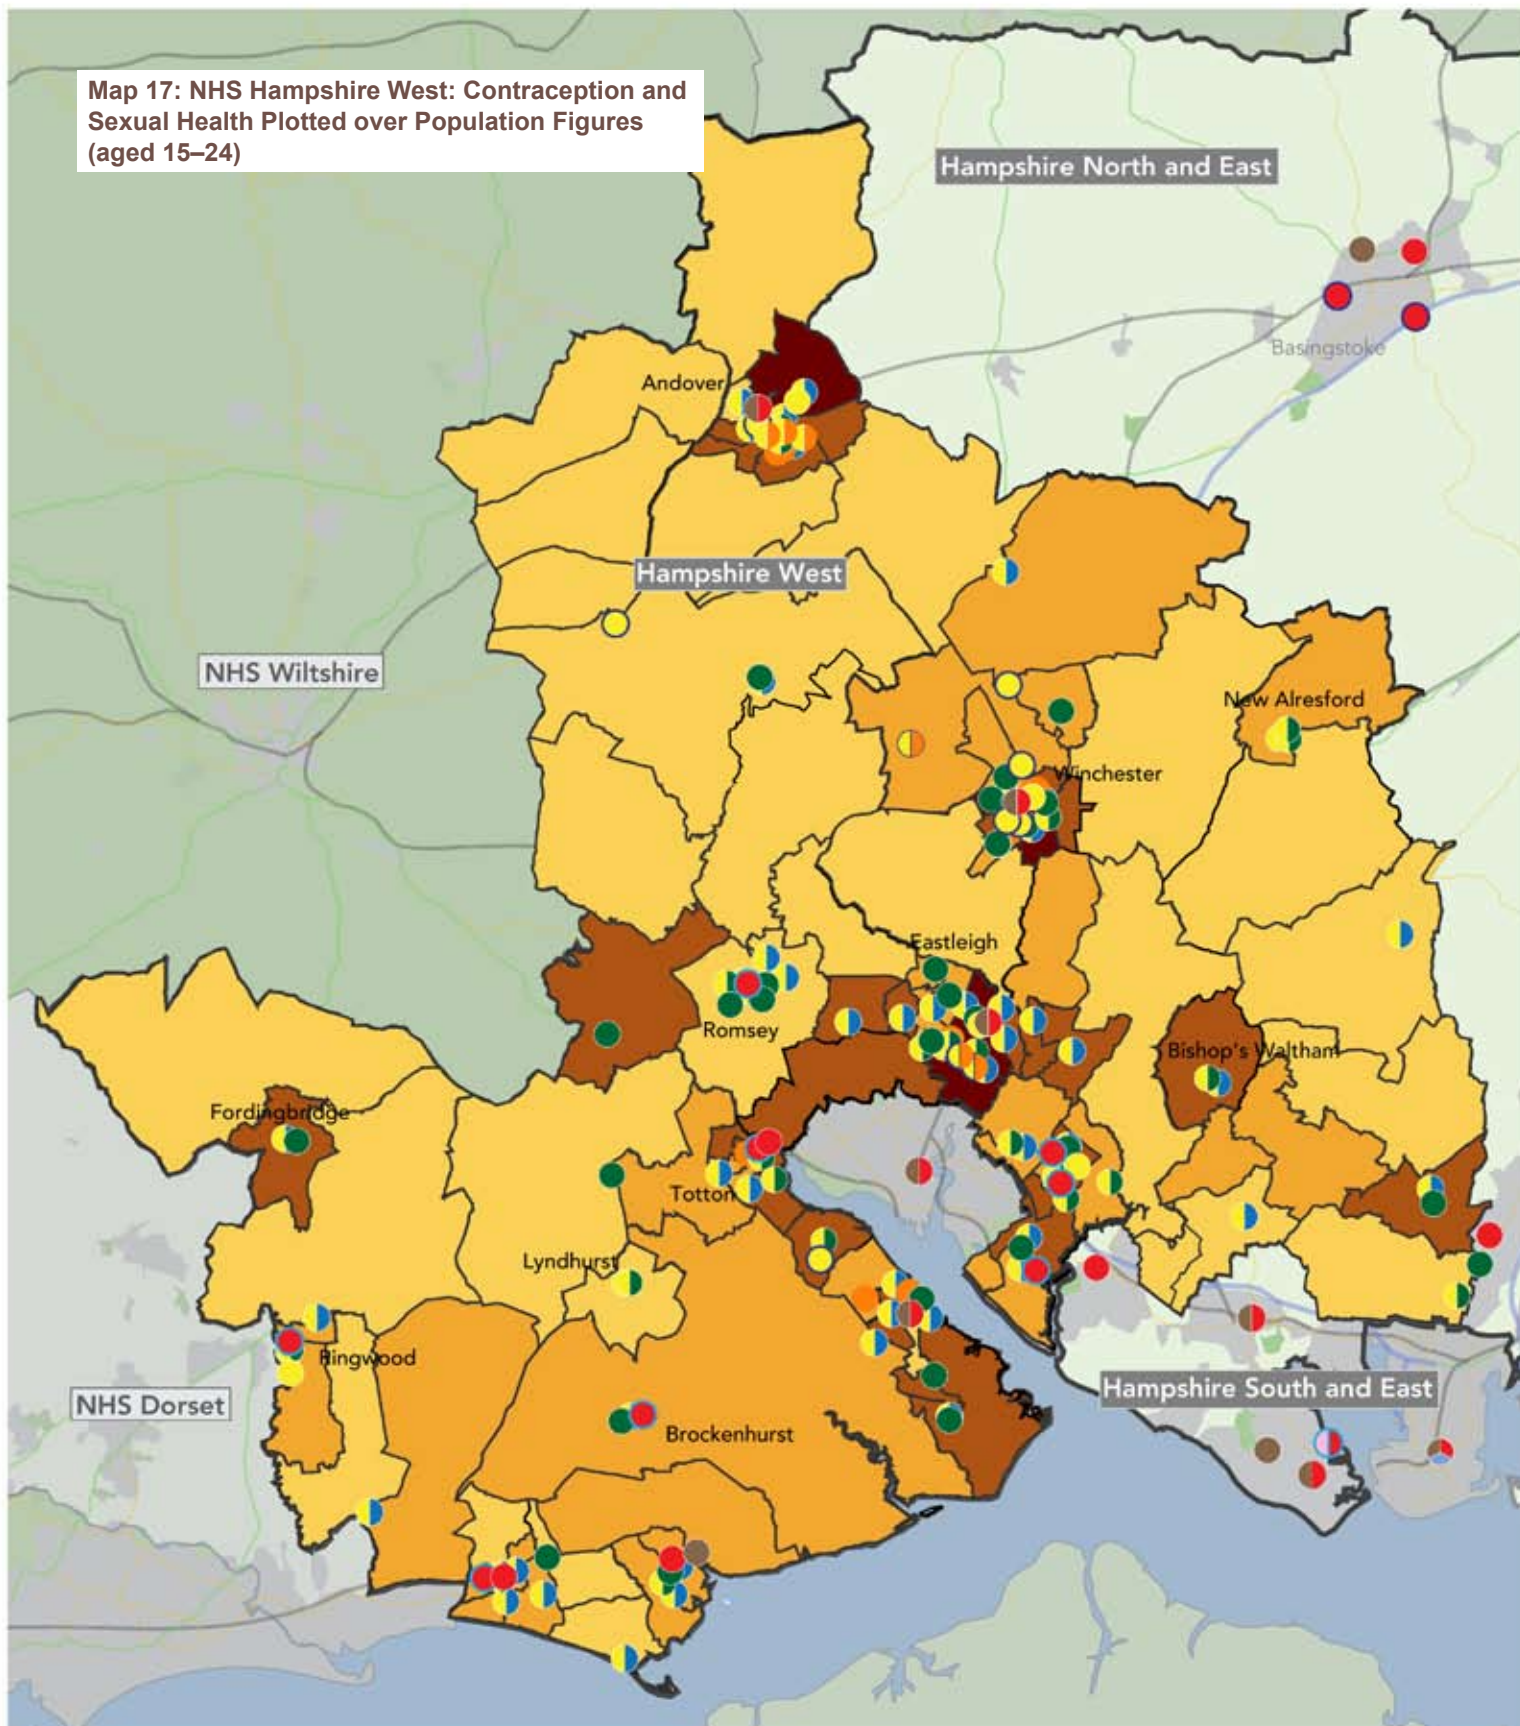 Map 17: NHS Hampshire West: Contraception and
Sexual Health Plotted over Population Figures
(aged 15–24)
Hampshire North and East
Basingstoke
Andover
Hampshire West
NHS Wiltshire
New Alresford
Winchester
Eastleigh
Romsey
Bishop's Waltham
Fordingbridge
Totton
Lyndhurst
Ringwood
NHS Dorset
Hampshire South and East
Brockenhurst